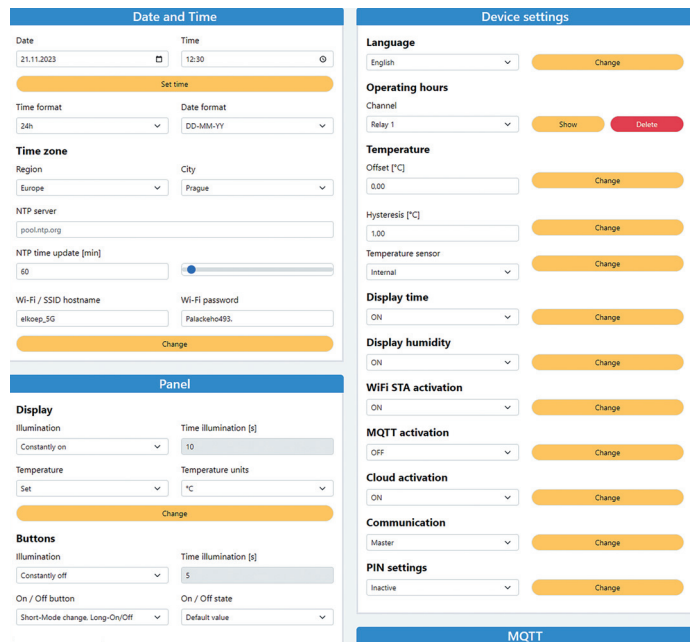 Date and Time
Date Time
21.11.2023 12:30
Set time
Time format Date format
24h DD-MM-YY
Time zone
Region City
Europe Prague
NTP server
pool.ntp.org
NTP time update [min]
60
Wi-Fi / SSID hostname Wi-Fi password
elkoep_5G Palackeho493.
Change
Panel
Display
Illumination Time illumination [s]
Constantly on 10
Temperature Temperature units
Set °C
Change
Buttons
Illumination Time illumination [s]
Constantly off 5
On / Off button On / Off state
Short-Mode change. Long-On/Off Default value
Device settings
Language
English Change
Operating hours
Channel
Relay 1 Show Delete
Temperature
Offset [°C]
0.00 Change
Hysteresis [°C]
1.00 Change
Temperature sensor
Internal Change
Display time
ON Change
Display humidity
ON Change
WiFi STA activation
ON Change
MQTT activation
OFF Change
Cloud activation
ON Change
Communication
Master Change
PIN settings
Inactive Change
MQTT